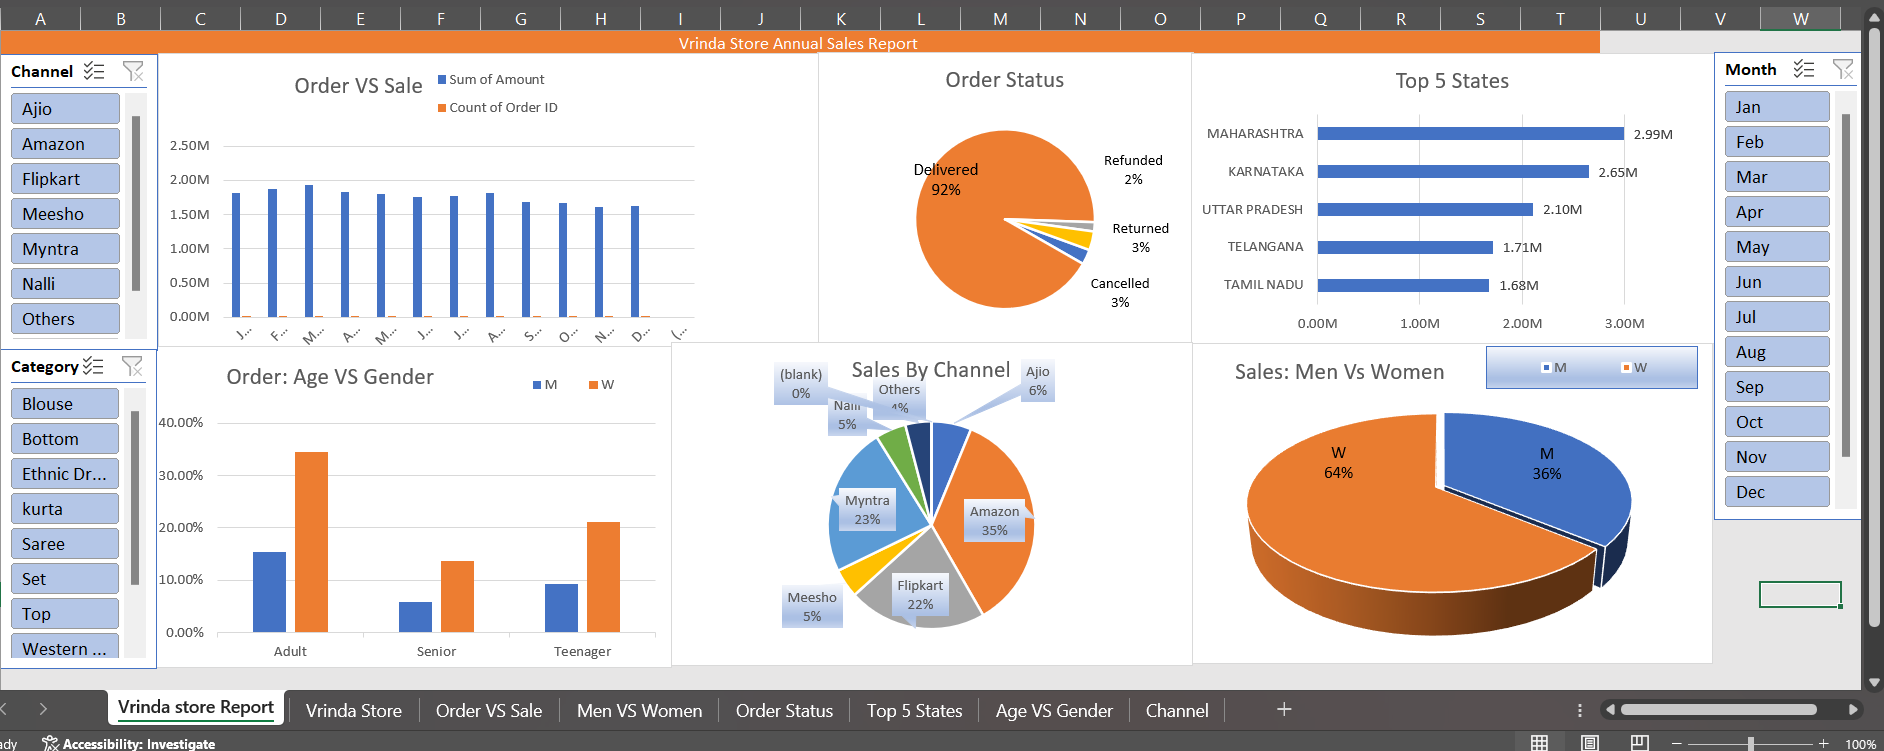 A B C D E F G H I J K L M N O P Q R S T U V W
Vrinda Store Annual Sales Report
Channel
Ajio
Amazon
Flipkart
Meesho
Myntra
Nalli
Others
Order VS Sale
Sum of Amount
Count of Order ID
2.50M
2.00M
1.50M
1.00M
0.50M
0.00M
J... F... M... A... M... J... J... A... S... O... N... D... (...
Order Status
Delivered
92%
Refunded
2%
Returned
3%
Cancelled
3%
Top 5 States
MAHARASHTRA 2.99M
KARNATAKA 2.65M
UTTAR PRADESH 2.10M
TELANGANA 1.71M
TAMIL NADU 1.68M
0.00M 1.00M 2.00M 3.00M
Month
Jan
Feb
Mar
Apr
May
Jun
Jul
Aug
Sep
Oct
Nov
Dec
Category
Blouse
Bottom
Ethnic Dr...
kurta
Saree
Set
Top
Western ...
Order: Age VS Gender
M W
40.00%
30.00%
20.00%
10.00%
0.00%
Adult Senior Teenager
Sales By Channel
(blank)
0%
Nalli
5%
Others
4%
Ajio
6%
Myntra
23%
Amazon
35%
Meesho
5%
Flipkart
22%
Sales: Men Vs Women
M W
W
64%
M
36%
Vrinda store Report Vrinda Store Order VS Sale Men VS Women Order Status Top 5 States Age VS Gender Channel
ady Accessibility: Investigate 100%